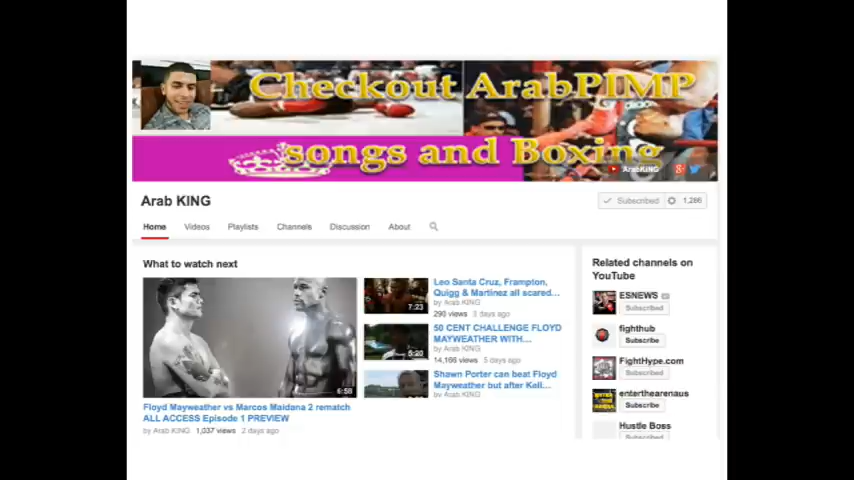 Checkout ArabPIMP
songs and Boxing
ArabKING
Arab KING
Subscribed 1,286
Home Videos Playlists Channels Discussion About
What to watch next
6:58
Floyd Mayweather vs Marcos Maidana 2 rematch
ALL ACCESS Episode 1 PREVIEW
by Arab KING 1,037 views 2 days ago
7:23
Leo Santa Cruz, Frampton,
Quigg & Martinez all scared...
by Arab KING
293 views 3 days ago
5:20
50 CENT CHALLENGE FLOYD
MAYWEATHER WITH...
by Arab KING
14,166 views 5 days ago
Shawn Porter can beat Floyd
Mayweather but after Kell...
by Arab KING
Related channels on
YouTube
ESNEWS
Subscribed
fighthub
Subscribe
FightHype.com
Subscribed
enterthearenaus
Subscribe
Hustle Boss
Subscribed